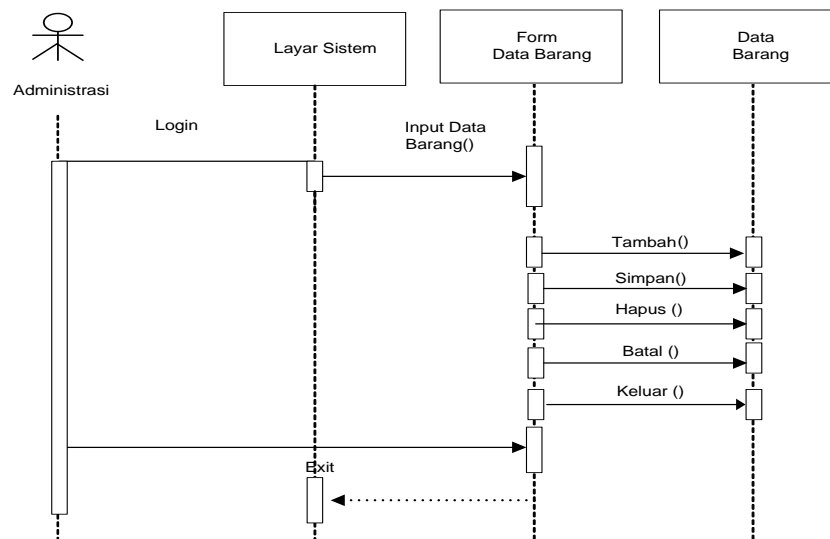 Administrasi
Layar Sistem
Form
Data Barang
Data
Barang
Login
Input Data
Barang()
Tambah()
Simpan()
Hapus ()
Batal ()
Keluar ()
Exit